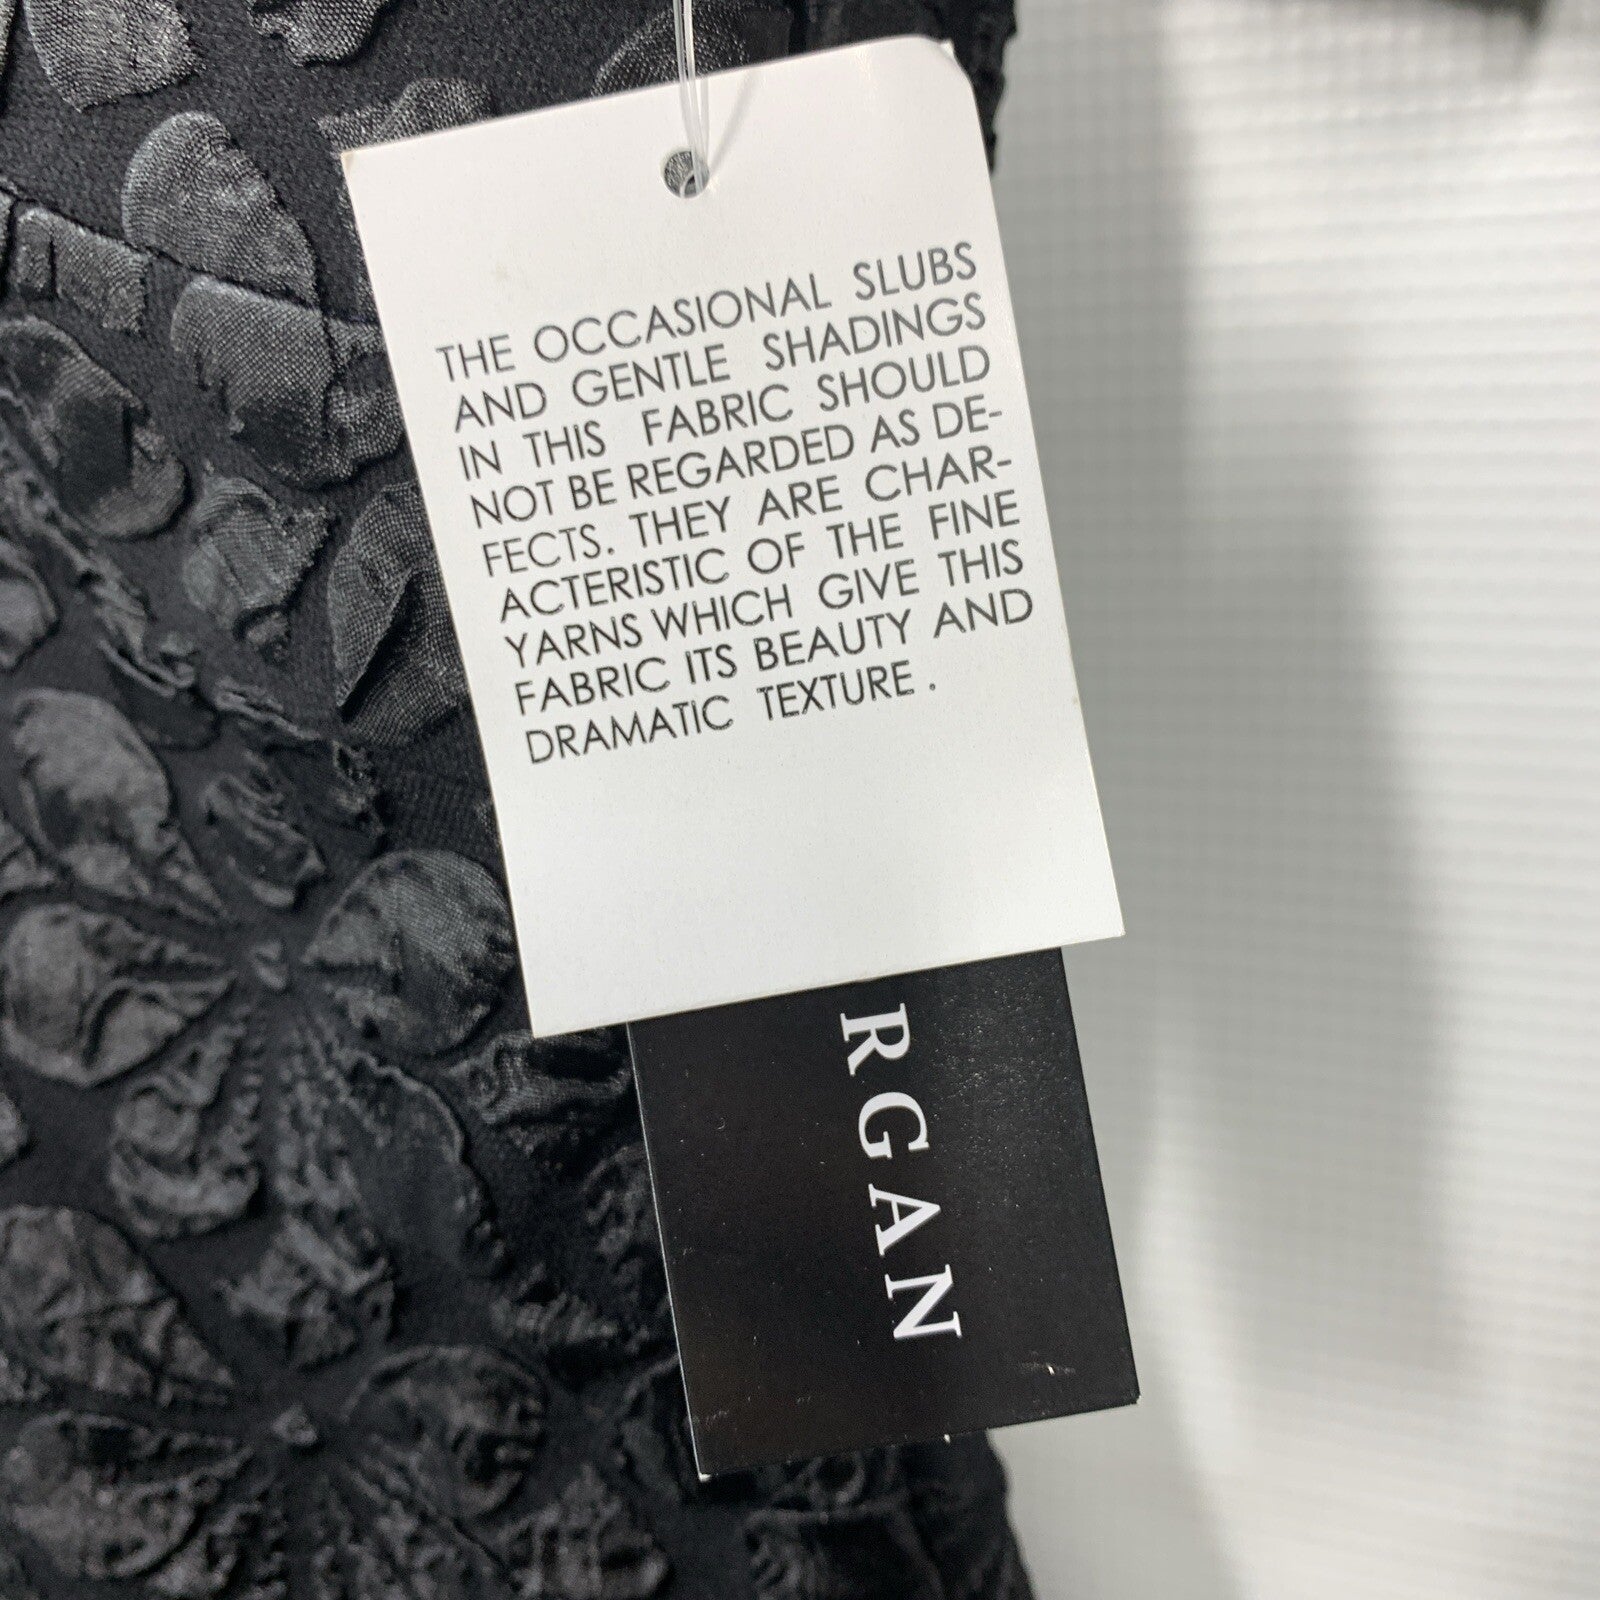 THE OCCASIONAL SLUBS
AND GENTLE SHADINGS
IN THIS FABRIC SHOULD
NOT BE REGARDED AS DE-
FECTS. THEY ARE CHAR-
ACTERISTIC OF THE FINE
YARNS WHICH GIVE THIS
FABRIC ITS BEAUTY AND
DRAMATIC TEXTURE .
RGAN